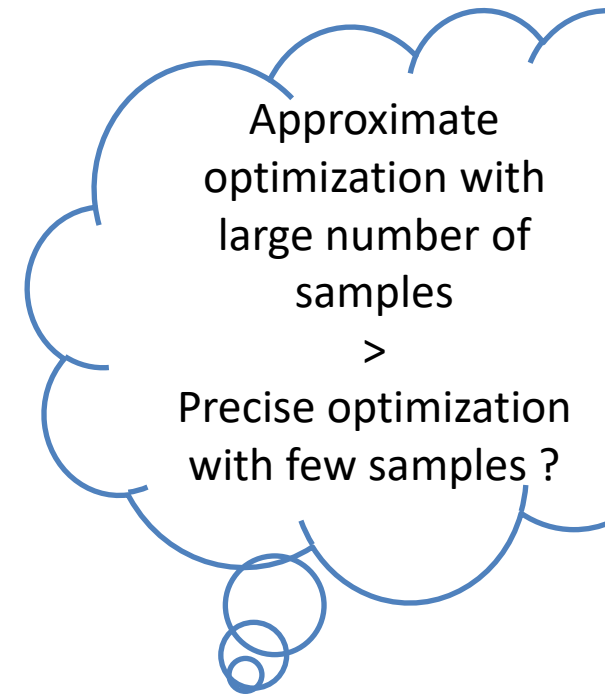 Approximate
optimization with
large number of
samples
>
Precise optimization
with few samples ?